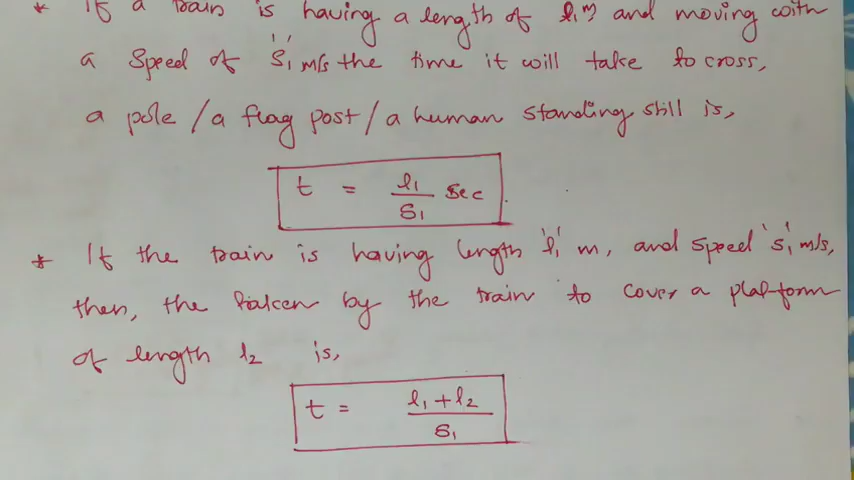 * If a train is having a length of l₁ m and moving with
a speed of 's₁' m/s the time it will take to cross,
a pole / a flag post / a human standing still is,
t = l₁/S₁ sec.
* If the train is having length 'l₁' m, and speed 's₁' m/s,
then, the taken by the train to cover a platform
of length l₂ is,
t = l₁ + l₂/S₁